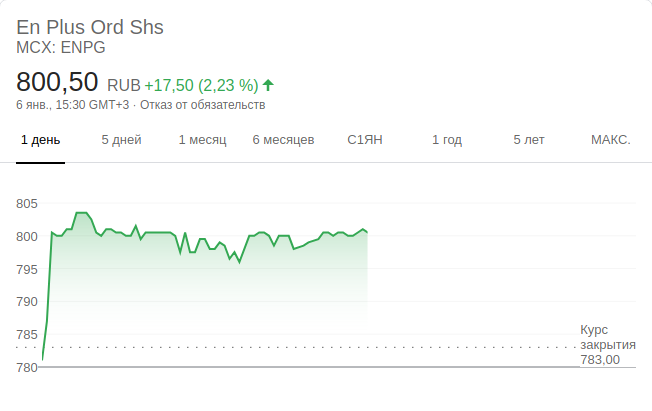 En Plus Ord Shs
MCX: ENPG
800,50 RUB +17,50 (2,23 %)
6 янв., 15:30 GMT+3 · Отказ от обязательств
1 день 5 дней 1 месяц 6 месяцев С1ЯН 1 год 5 лет МАКС.
805
800
795
790
785
780
Курс
закрытия
783,00